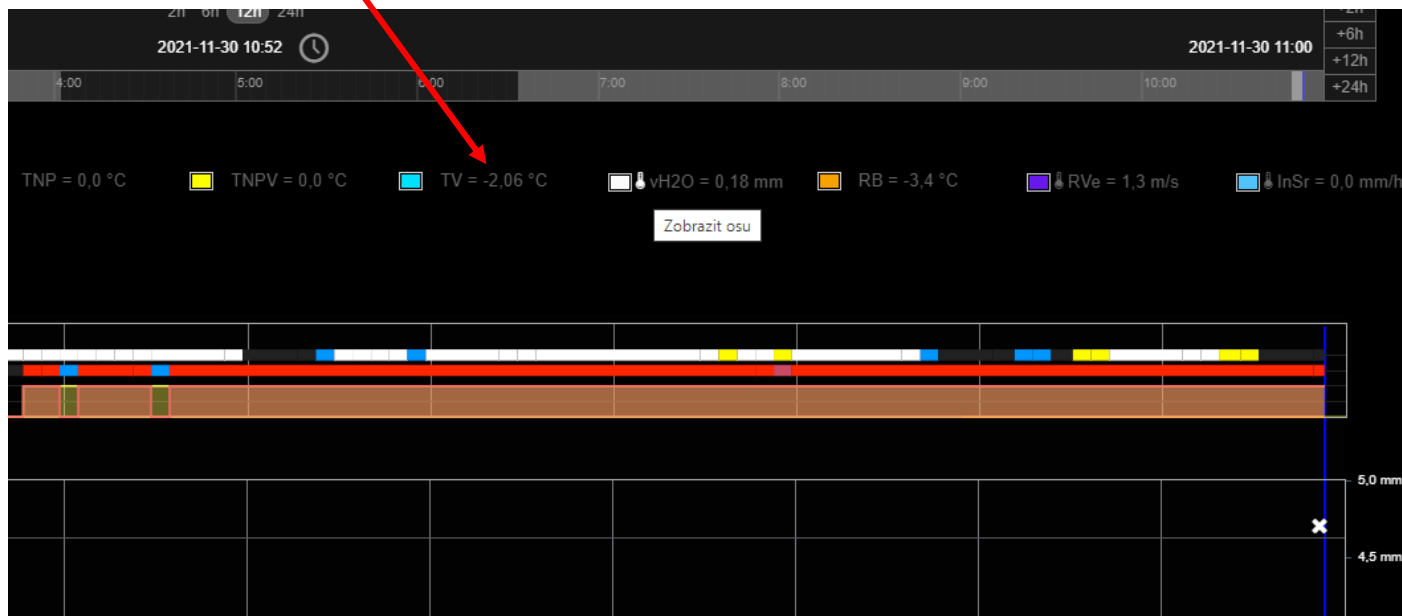 2h 6h 12h 24h
+2h
2021-11-30 10:52
2021-11-30 11:00
+6h
+12h
+24h
4:00 5:00 6:00 7:00 8:00 9:00 10:00
TNP = 0,0 °C TNPV = 0,0 °C TV = -2,06 °C vH2O = 0,18 mm RB = -3,4 °C RVe = 1,3 m/s InSr = 0,0 mm/h
Zobrazit osu
5,0 mm
4,5 mm